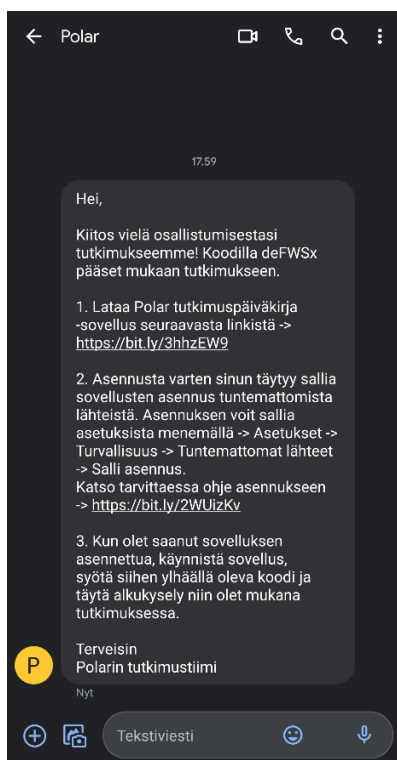 Polar
17.59
Hei,
Kiitos vielä osallistumisestasi
tutkimukseemme! Koodilla deFWSx
pääset mukaan tutkimukseen.
1. Lataa Polar tutkimuspäiväkirja
-sovellus seuraavasta linkistä ->
https://bit.ly/3hhzEW9
2. Asennusta varten sinun täytyy sallia
sovellusten asennus tuntemattomista
lähteistä. Asennuksen voit sallia
asetuksista menemällä -> Asetukset ->
Turvallisuus -> Tuntemattomat lähteet
-> Salli asennus.
Katso tarvittaessa ohje asennukseen
-> https://bit.ly/2WUizKv
3. Kun olet saanut sovelluksen
asennettua, käynnistä sovellus,
syötä siihen ylhäällä oleva koodi ja
täytä alkukysely niin olet mukana
tutkimuksessa.
Terveisin
Polarin tutkimustiimi
P
Nyt
Tekstiviesti